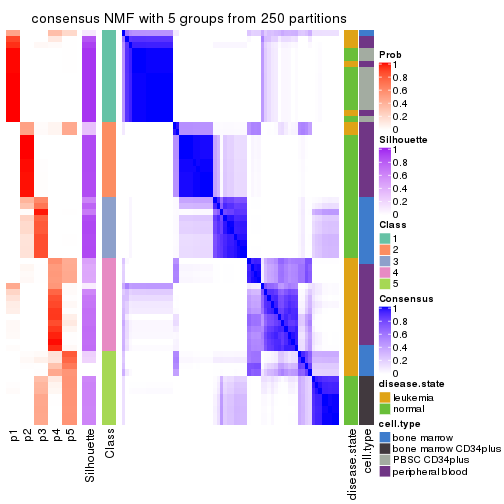 consensus NMF with 5 groups from 250 partitions
Prob
1
0.8
0.6
0.4
0.2
0
Silhouette
1
0.8
0.6
0.4
0.2
0
Class
1
2
3
4
5
Consensus
1
0.8
0.6
0.4
0.2
0
disease.state
leukemia
normal
cell.type
bone marrow
bone marrow CD34plus
PBSC CD34plus
peripheral blood
p1
p2
p3
p4
p5
Silhouette
Class
disease.state
cell.type